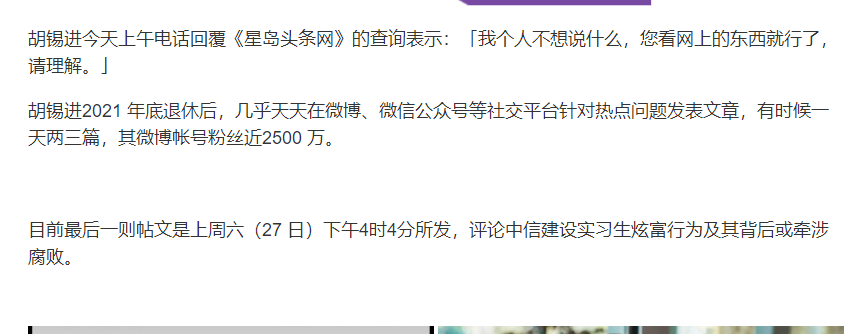 胡锡进今天上午电话回覆《星岛头条网》的查询表示：「我个人不想说什么，您看网上的东西就行了，
请理解。」
胡锡进2021 年底退休后，几乎天天在微博、微信公众号等社交平台针对热点问题发表文章，有时候一
天两三篇，其微博帐号粉丝近2500 万。
目前最后一则帖文是上周六（27 日）下午4时4分所发，评论中信建设实习生炫富行为及其背后或牵涉
腐败。